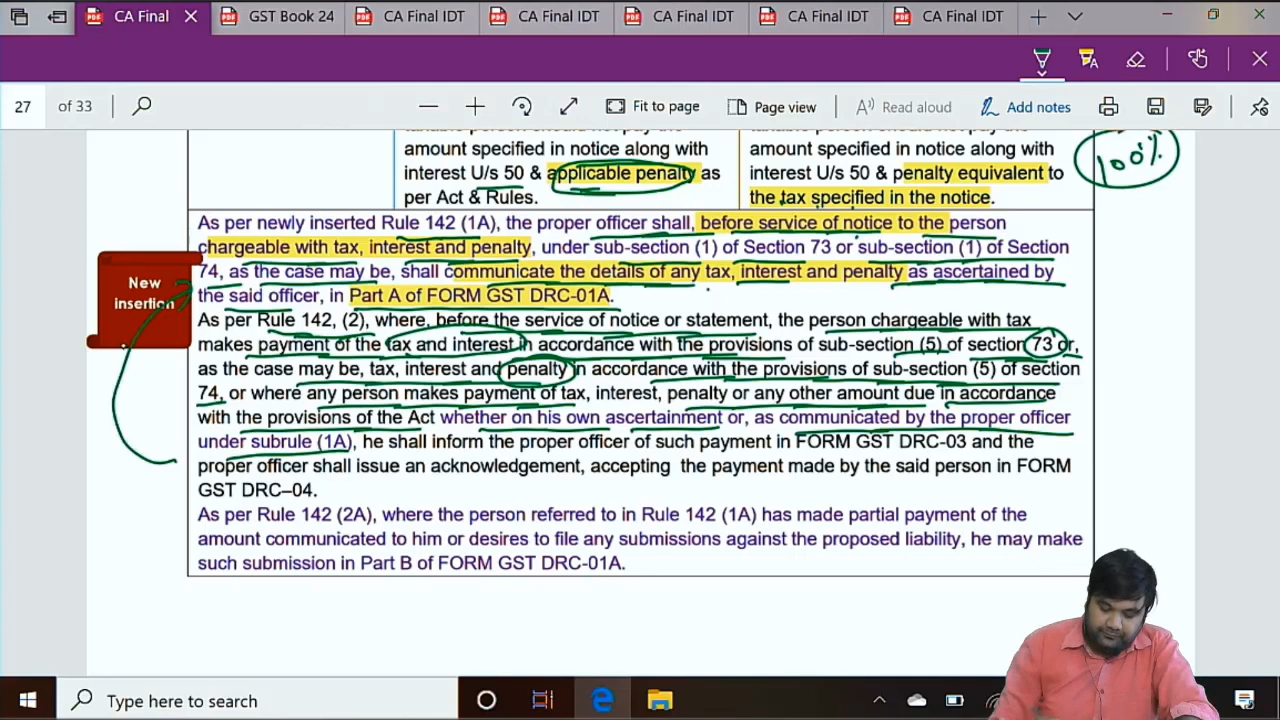 CA Final
GST Book 24
CA Final IDT
CA Final IDT
CA Final IDT
CA Final IDT
CA Final IDT
27 of 33
Fit to page
Page view
Read aloud
Add notes
amount specified in notice along with
interest U/s 50 & applicable penalty as
per Act & Rules.
amount specified in notice along with
interest U/s 50 & penalty equivalent to
the tax specified in the notice.
100%
New
insertion
As per newly inserted Rule 142 (1A), the proper officer shall, before service of notice to the person
chargeable with tax, interest and penalty, under sub-section (1) of Section 73 or sub-section (1) of Section
74, as the case may be, shall communicate the details of any tax, interest and penalty as ascertained by
the said officer, in Part A of FORM GST DRC-01A.
As per Rule 142, (2), where, before the service of notice or statement, the person chargeable with tax
makes payment of the tax and interest in accordance with the provisions of sub-section (5) of section 73 or,
as the case may be, tax, interest and penalty in accordance with the provisions of sub-section (5) of section
74, or where any person makes payment of tax, interest, penalty or any other amount due in accordance
with the provisions of the Act whether on his own ascertainment or, as communicated by the proper officer
under subrule (1A), he shall inform the proper officer of such payment in FORM GST DRC-03 and the
proper officer shall issue an acknowledgement, accepting the payment made by the said person in FORM
GST DRC–04.
As per Rule 142 (2A), where the person referred to in Rule 142 (1A) has made partial payment of the
amount communicated to him or desires to file any submissions against the proposed liability, he may make
such submission in Part B of FORM GST DRC-01A.
Type here to search